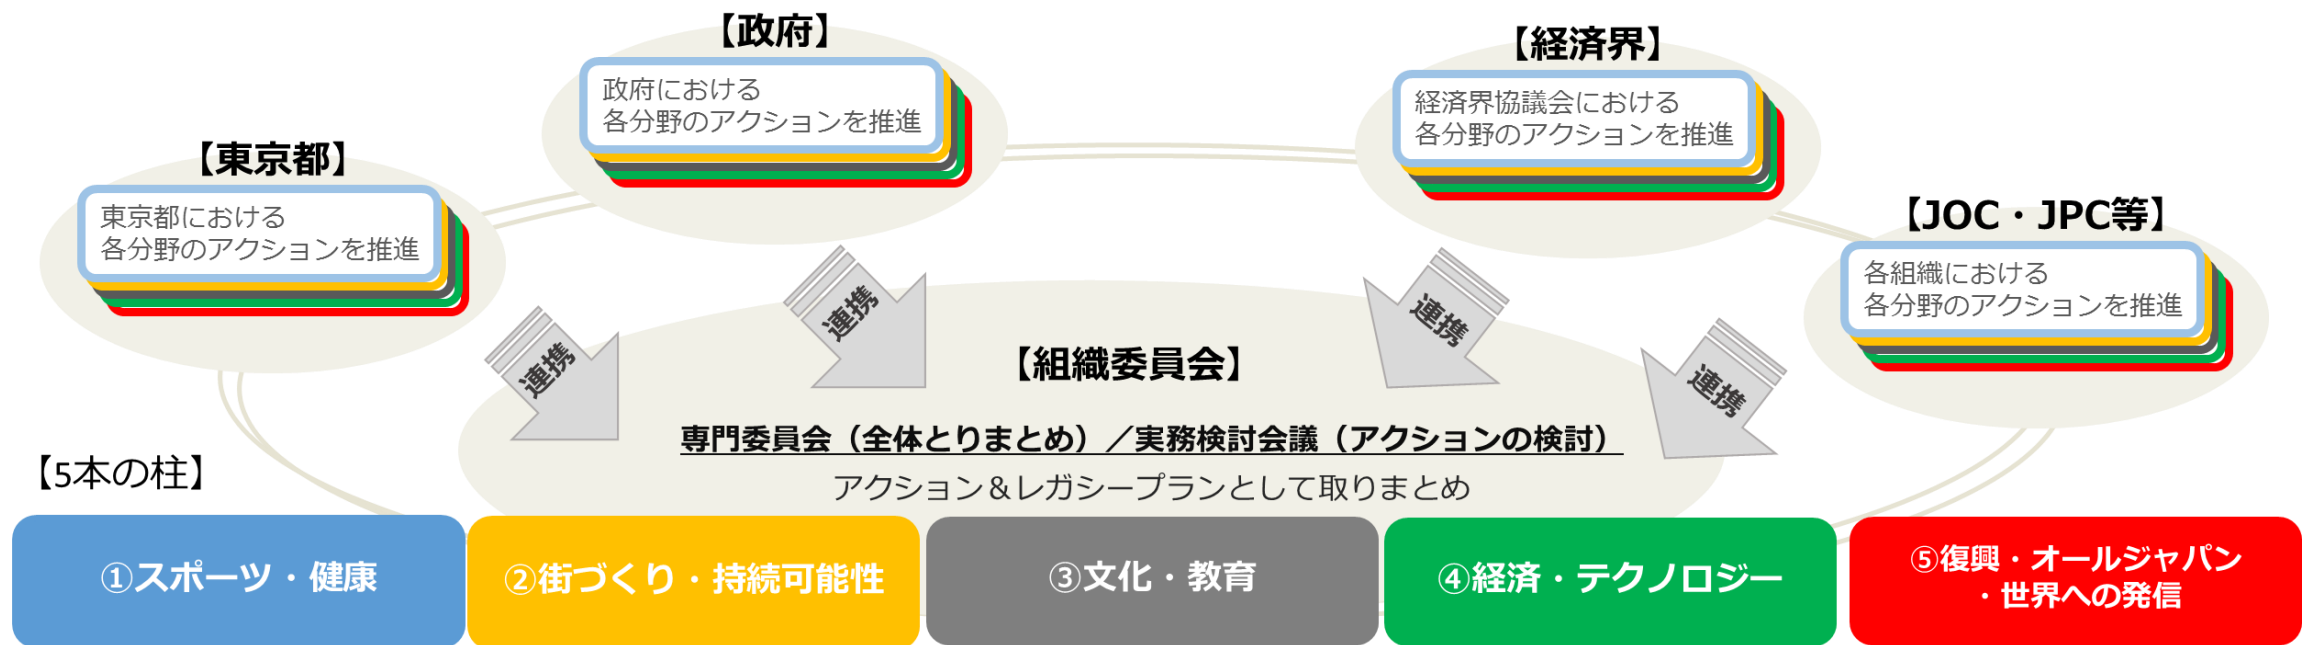 【政府】
政府における
各分野のアクションを推進
【経済界】
経済界協議会における
各分野のアクションを推進
【東京都】
東京都における
各分野のアクションを推進
【JOC・JPC等】
各組織における
各分野のアクションを推進
連携
連携
連携
連携
【組織委員会】
専門委員会（全体とりまとめ）／実務検討会議（アクションの検討）
アクション＆レガシープランとして取りまとめ
【5本の柱】
①スポーツ・健康
②街づくり・持続可能性
③文化・教育
④経済・テクノロジー
⑤復興・オールジャパン
・世界への発信